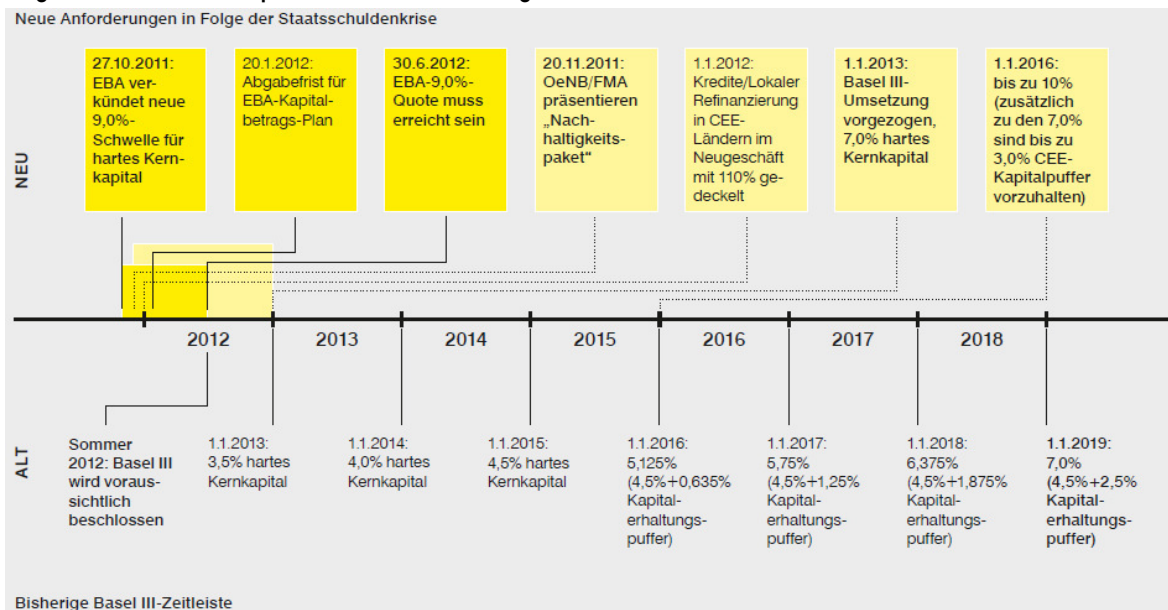 Neue Anforderungen in Folge der Staatsschuldenkrise
NEU
27.10.2011:
EBA ver-
kündet neue
9,0%-
Schwelle für
hartes Kern-
kapital
20.1.2012:
Abgabefrist für
EBA-Kapital-
betrags-Plan
30.6.2012:
EBA-9,0%-
Quote muss
erreicht sein
20.11.2011:
OeNB/FMA
präsentieren
„Nach-
haltigkeits-
paket“
1.1.2012:
Kredite/Lokaler
Refinanzierung
in CEE-
Ländern im
Neugeschäft
mit 110% ge-
deckelt
1.1.2013:
Basel III-
Umsetzung
vorgezogen,
7,0% hartes
Kernkapital
1.1.2016:
bis zu 10%
(zusätzlich
zu den 7,0%
sind bis zu
3,0% CEE-
Kapitalpuffer
vorzuhalten)
2012 2013 2014 2015 2016 2017 2018
ALT
Sommer
2012: Basel III
wird voraus-
sichtlich
beschlossen
1.1.2013:
3,5% hartes
Kernkapital
1.1.2014:
4,0% hartes
Kernkapital
1.1.2015:
4,5% hartes
Kernkapital
1.1.2016:
5,125%
(4,5%+0,635%
Kapital-
erhaltungs-
puffer)
1.1.2017:
5,75%
(4,5%+1,25%
Kapital-
erhaltungs-
puffer)
1.1.2018:
6,375%
(4,5%+1,875%
Kapital-
erhaltungs-
puffer)
1.1.2019:
7,0%
(4,5%+2,5%
Kapital-
erhaltungs-
puffer)
Bisherige Basel III-Zeitleiste